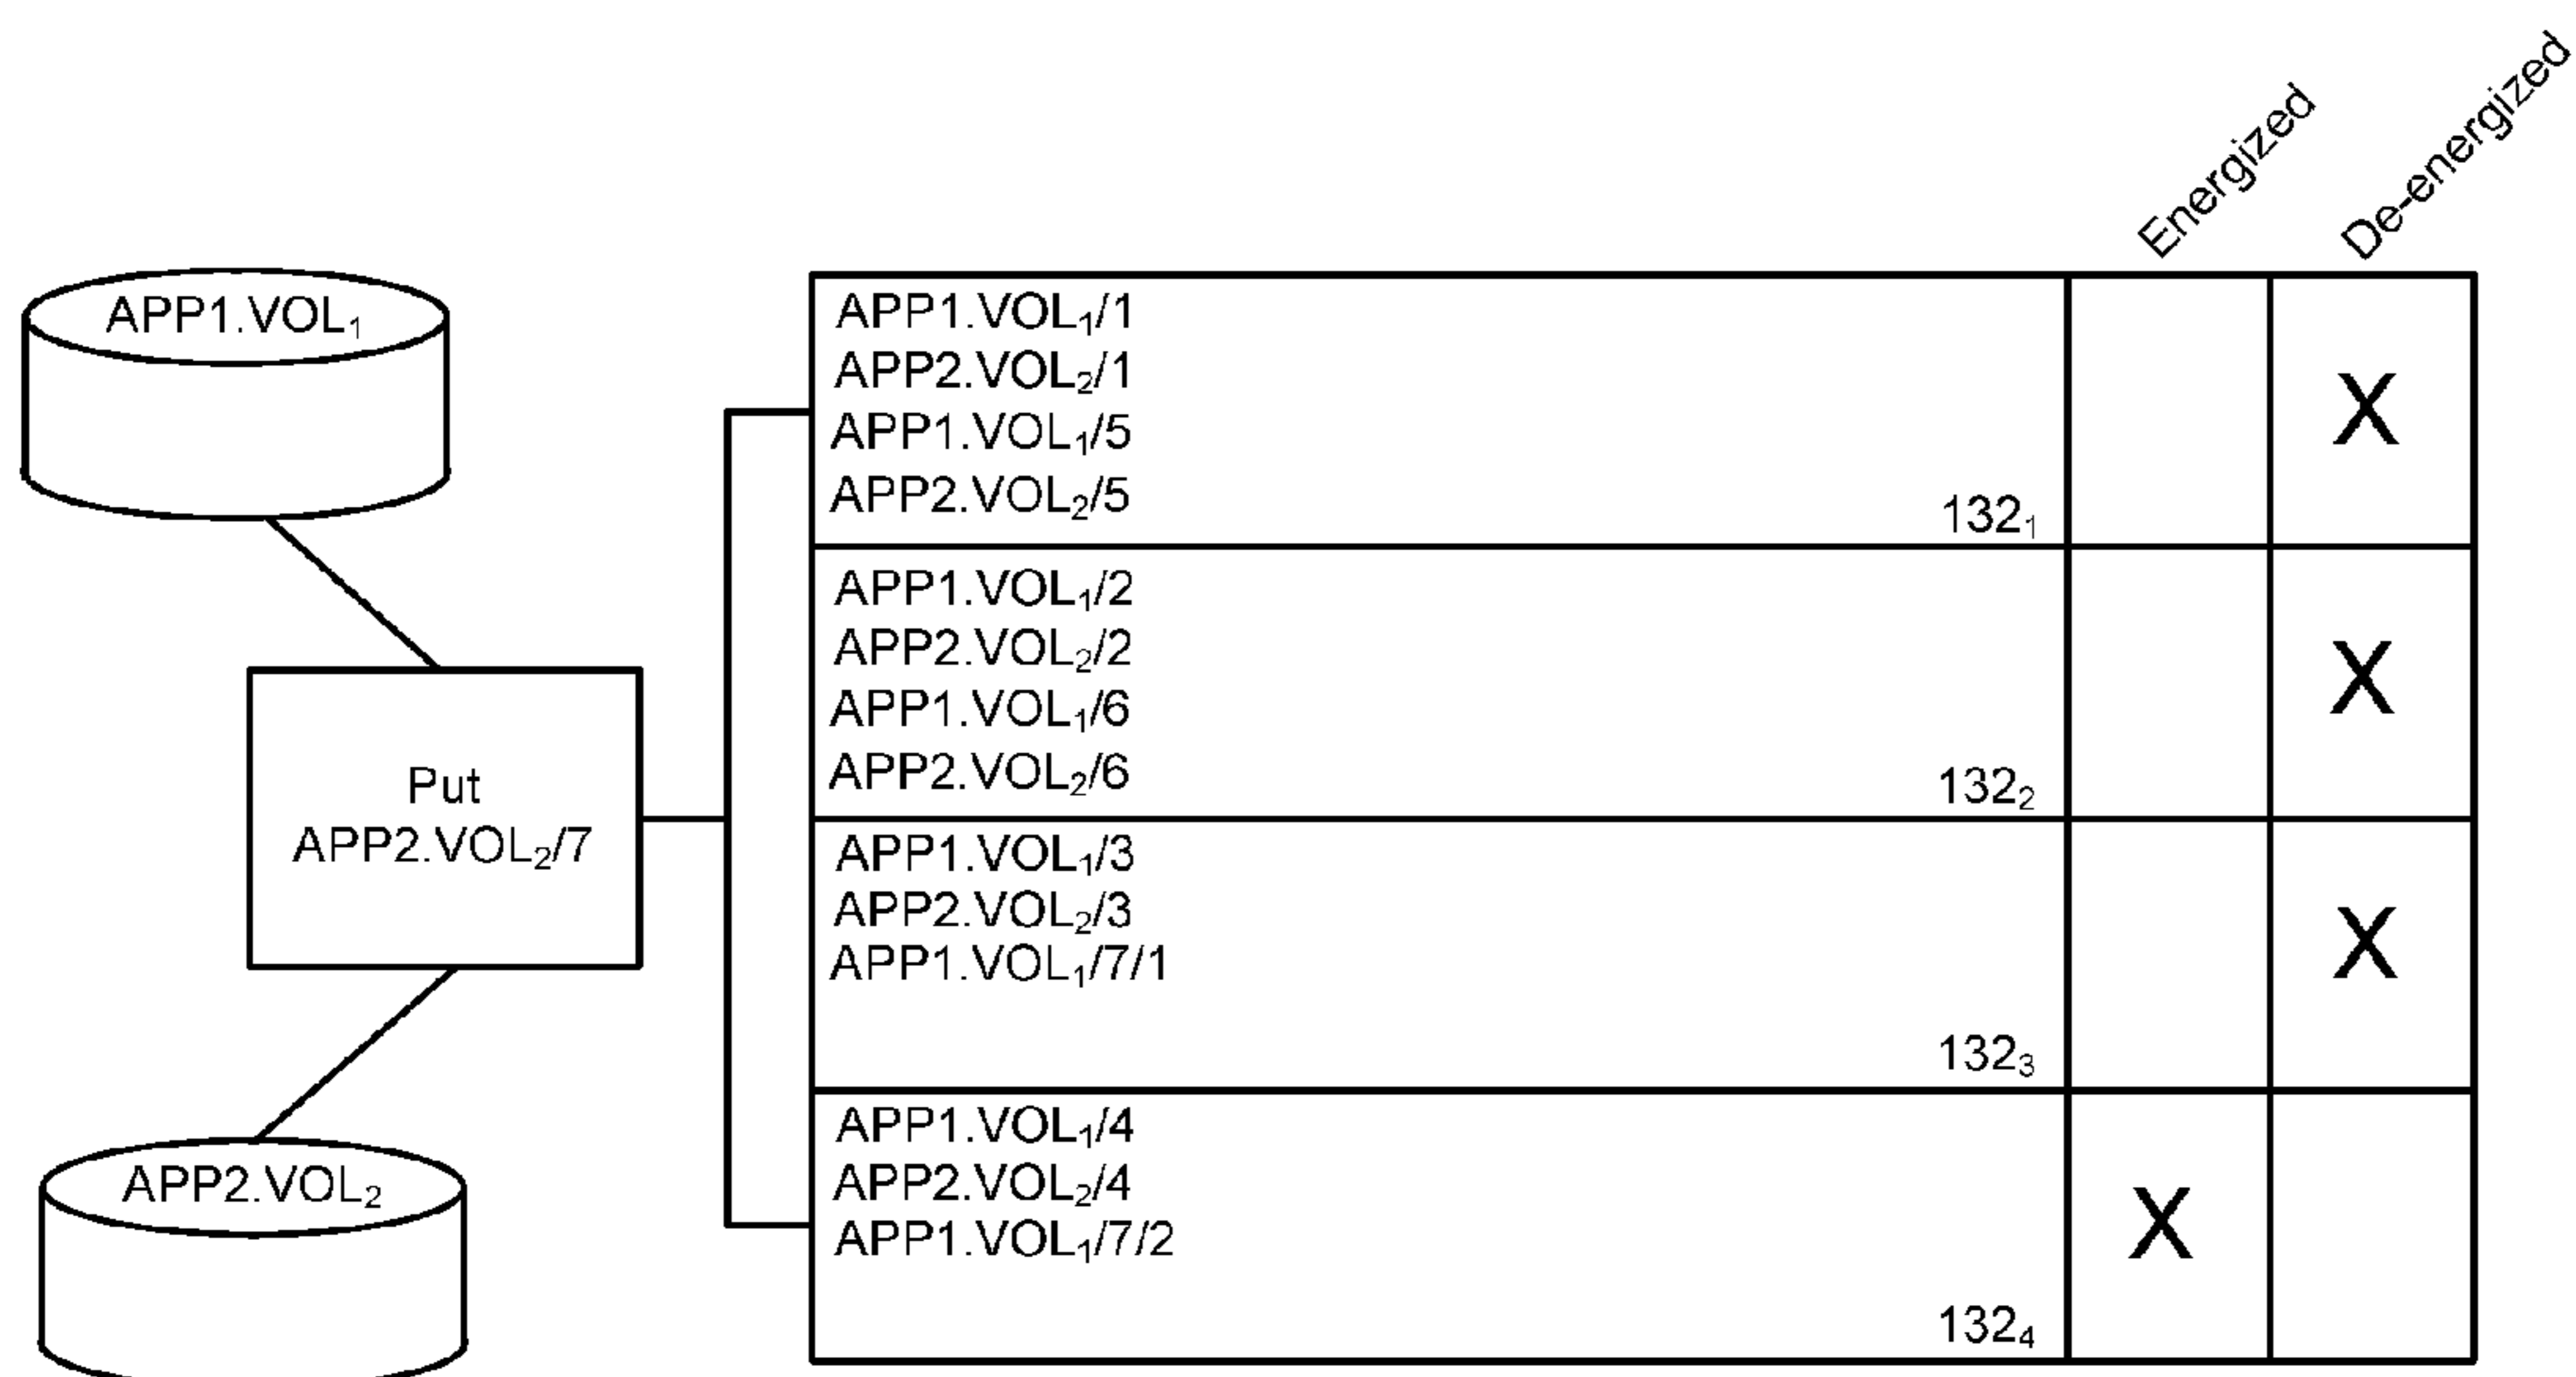 Energized
De-energized
APP1.VOL₁
APP1.VOL₁/1
APP2.VOL₂/1
APP1.VOL₁/5
APP2.VOL₂/5
132₁
APP1.VOL₁/2
APP2.VOL₂/2
APP1.VOL₁/6
APP2.VOL₂/6
132₂
Put
APP2.VOL₂/7
APP1.VOL₁/3
APP2.VOL₂/3
APP1.VOL₁/7/1
132₃
APP2.VOL₂
APP1.VOL₁/4
APP2.VOL₂/4
APP1.VOL₁/7/2
132₄
X
X
X
X